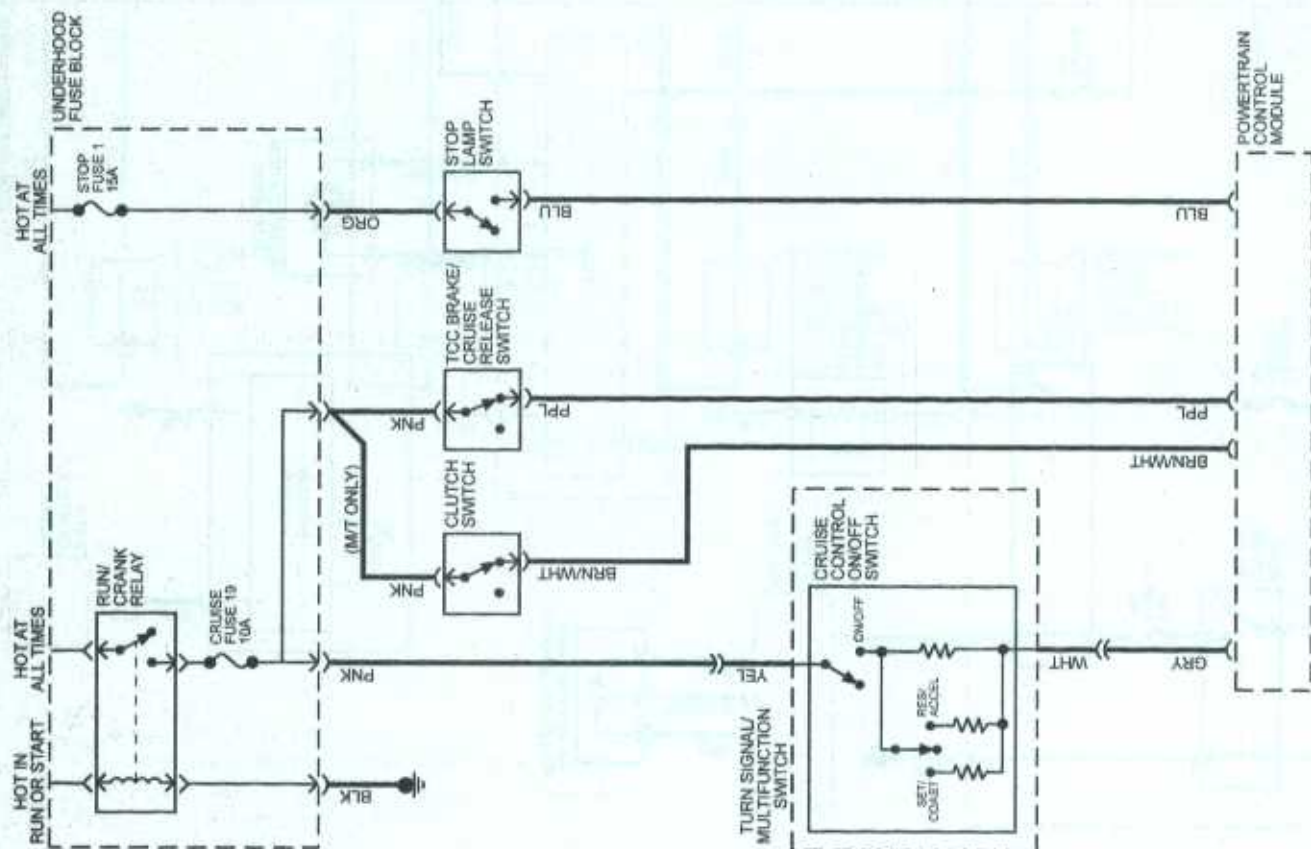 HOT IN
RUN OR START
HOT AT
ALL TIMES
HOT AT
ALL TIMES
UNDERHOOD
FUSE BLOCK
RUN/
CRANK
RELAY
CRUISE
FUSE 19
10A
STOP
FUSE 1
15A
BLK
PNK
(M/T ONLY)
PNK
PNK
ORG
CLUTCH
SWITCH
TCC BRAKE/
CRUISE
RELEASE
SWITCH
STOP
LAMP
SWITCH
BRN/WHT
PPL
BLU
YEL
TURN SIGNAL/
MULTIFUNCTION
SWITCH
CRUISE
CONTROL
ON/OFF
SWITCH
ON/OFF
SET/
COAST
RES/
ACCEL
WHT
GRY
BRN/WHT
PPL
BLU
POWERTRAIN
CONTROL
MODULE